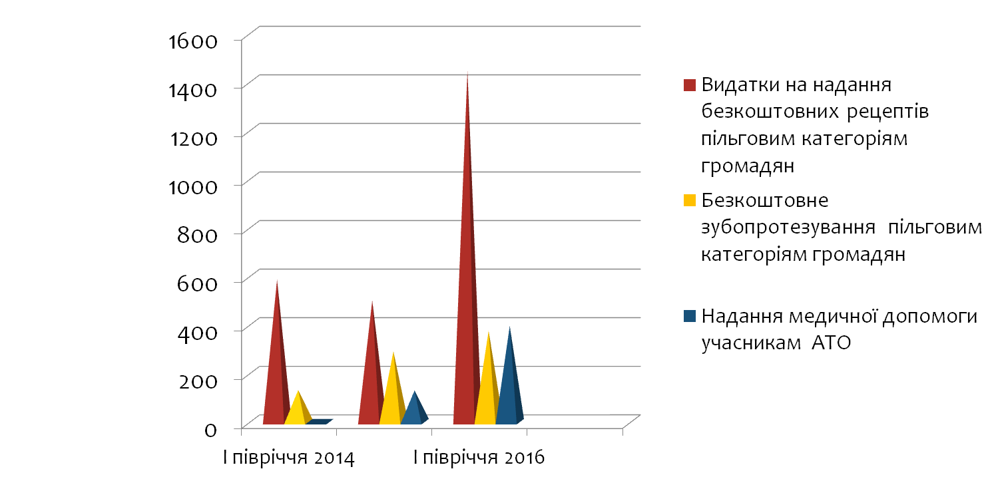 1600
1400
1200
1000
800
600
400
200
0
І півріччя 2014
І півріччя 2016
Видатки на надання
безкоштовних рецептів
пільговим категоріям
громадян
Безкоштовне
зубопротезування пільговим
категоріям громадян
Надання медичної допомоги
учасникам АТО